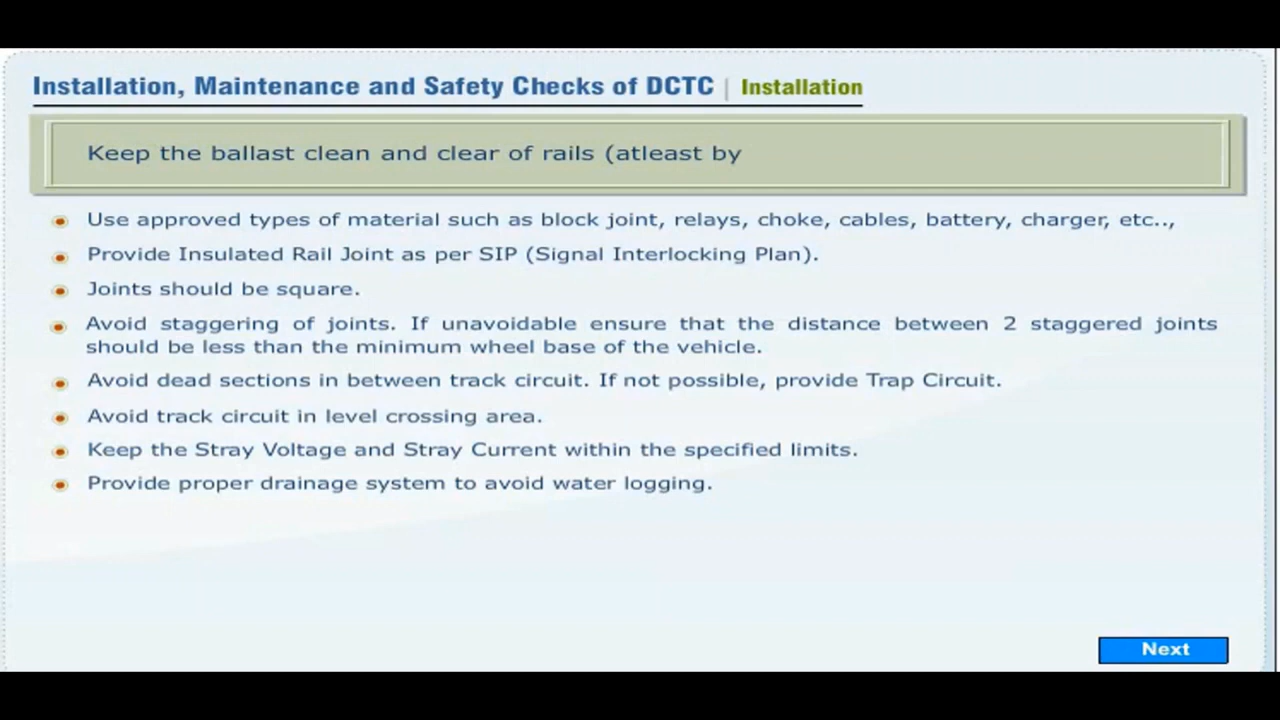 Installation, Maintenance and Safety Checks of DCTC | Installation
Keep the ballast clean and clear of rails (atleast by
Use approved types of material such as block joint, relays, choke, cables, battery, charger, etc..,
Provide Insulated Rail Joint as per SIP (Signal Interlocking Plan).
Joints should be square.
Avoid staggering of joints. If unavoidable ensure that the distance between 2 staggered joints
should be less than the minimum wheel base of the vehicle.
Avoid dead sections in between track circuit. If not possible, provide Trap Circuit.
Avoid track circuit in level crossing area.
Keep the Stray Voltage and Stray Current within the specified limits.
Provide proper drainage system to avoid water logging.
Next